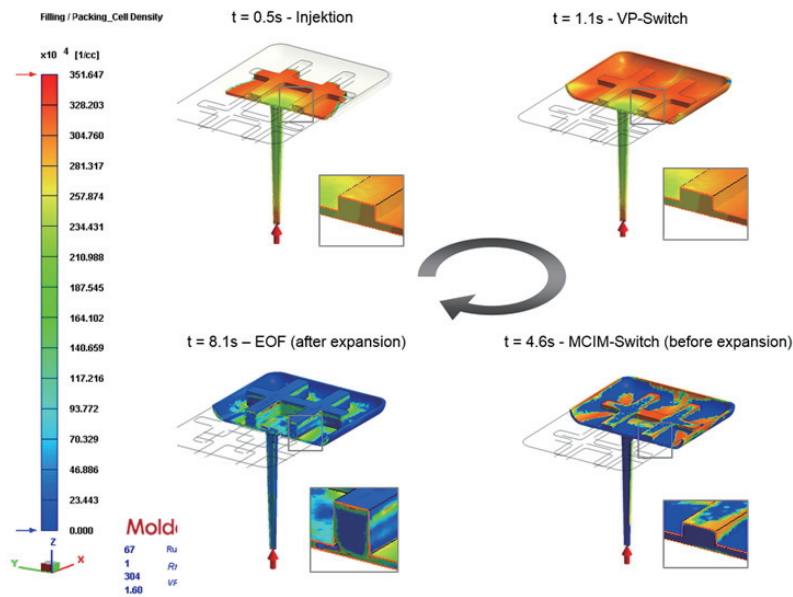 Filling / Packing_Cell Density
x10 4 [1/cc]
351.647
328.203
304.760
281.317
257.874
234.431
210.988
187.545
164.102
140.659
117.216
93.772
70.329
46.886
23.443
0.000
Z
Y
X
t = 0.5s - Injektion
t = 1.1s - VP-Switch
t = 8.1s – EOF (after expansion)
t = 4.6s - MCIM-Switch (before expansion)
67
1
304
1.60